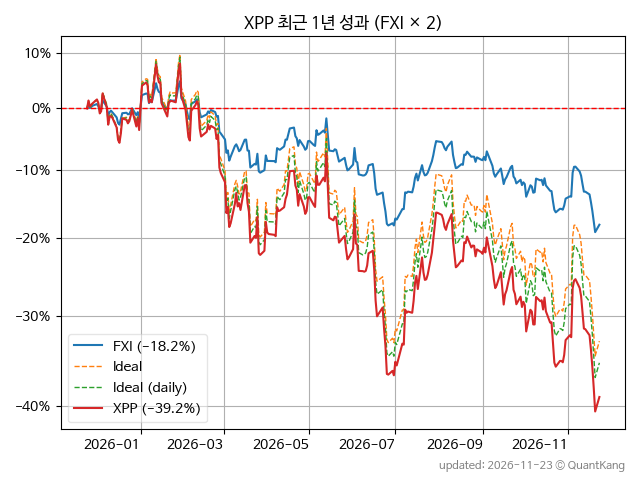 XPP 최근 1년 성과 (FXI × 2)
10%
0%
−10%
−20%
−30%
−40%
FXI (−18.2%)
Ideal
Ideal (daily)
XPP (−39.2%)
2026−01
2026−03
2026−05
2026−07
2026−09
2026−11
updated: 2026−11−23 © QuantKang